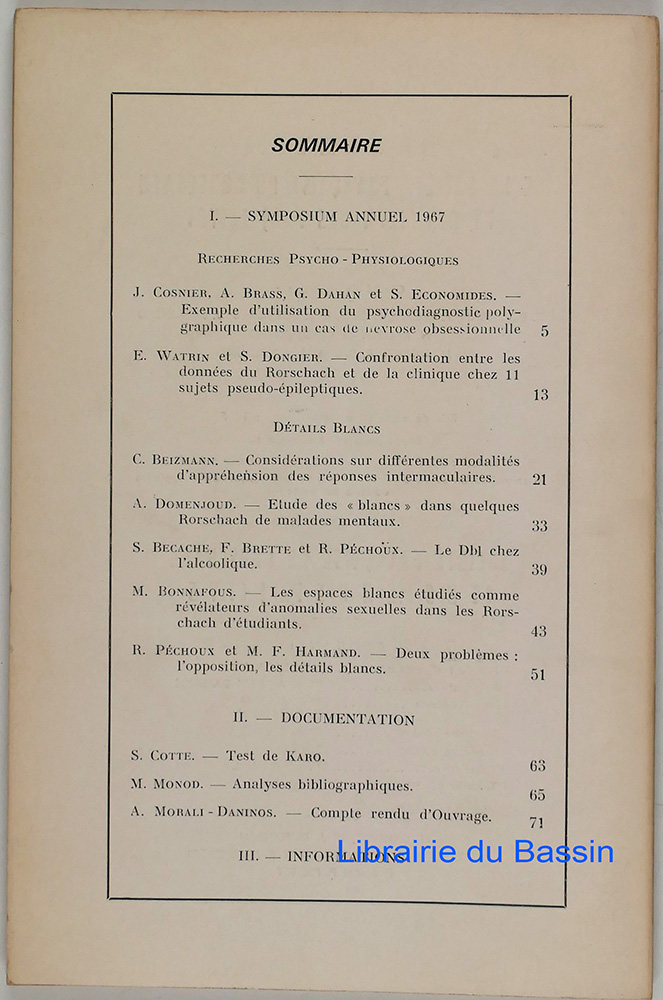 SOMMAIRE
I. — SYMPOSIUM ANNUEL 1967
RECHERCHES PSYCHO - PHYSIOLOGIQUES
J. COSNIER, A. BRASS, G. DAHAN et S. ECONOMIDES. —
Exemple d'utilisation du psychodiagnostic poly-
graphique dans un cas de nevrose obsessionnelle 5
E. WATRIN et S. DONGIER. — Confrontation entre les
données du Rorschach et de la clinique chez 11
sujets pseudo-épileptiques. 13
DÉTAILS BLANCS
C. BEIZMANN. — Considérations sur différentes modalités
d'appréhension des réponses intermaculaires. 21
A. DOMENJOUD. — Etude des « blancs » dans quelques
Rorschach de malades mentaux. 33
S. BECACHE, F. BRETTE et R. PÉCHOUX. — Le Dbl chez
l'alcoolique. 39
M. BONNAFOUS. — Les espaces blancs étudiés comme
révélateurs d'anomalies sexuelles dans les Rors-
chach d'étudiants. 43
R. PÉCHOUX et M. F. HARMAND. — Deux problèmes :
l'opposition, les détails blancs. 51
II. — DOCUMENTATION
S. COTTE. — Test de KARO. 63
M. MONOD. — Analyses bibliographiques. 65
A. MORALI - DANINOS. — Compte rendu d'Ouvrage. 71
III. — INFORMATIONS
Librairie du Bassin